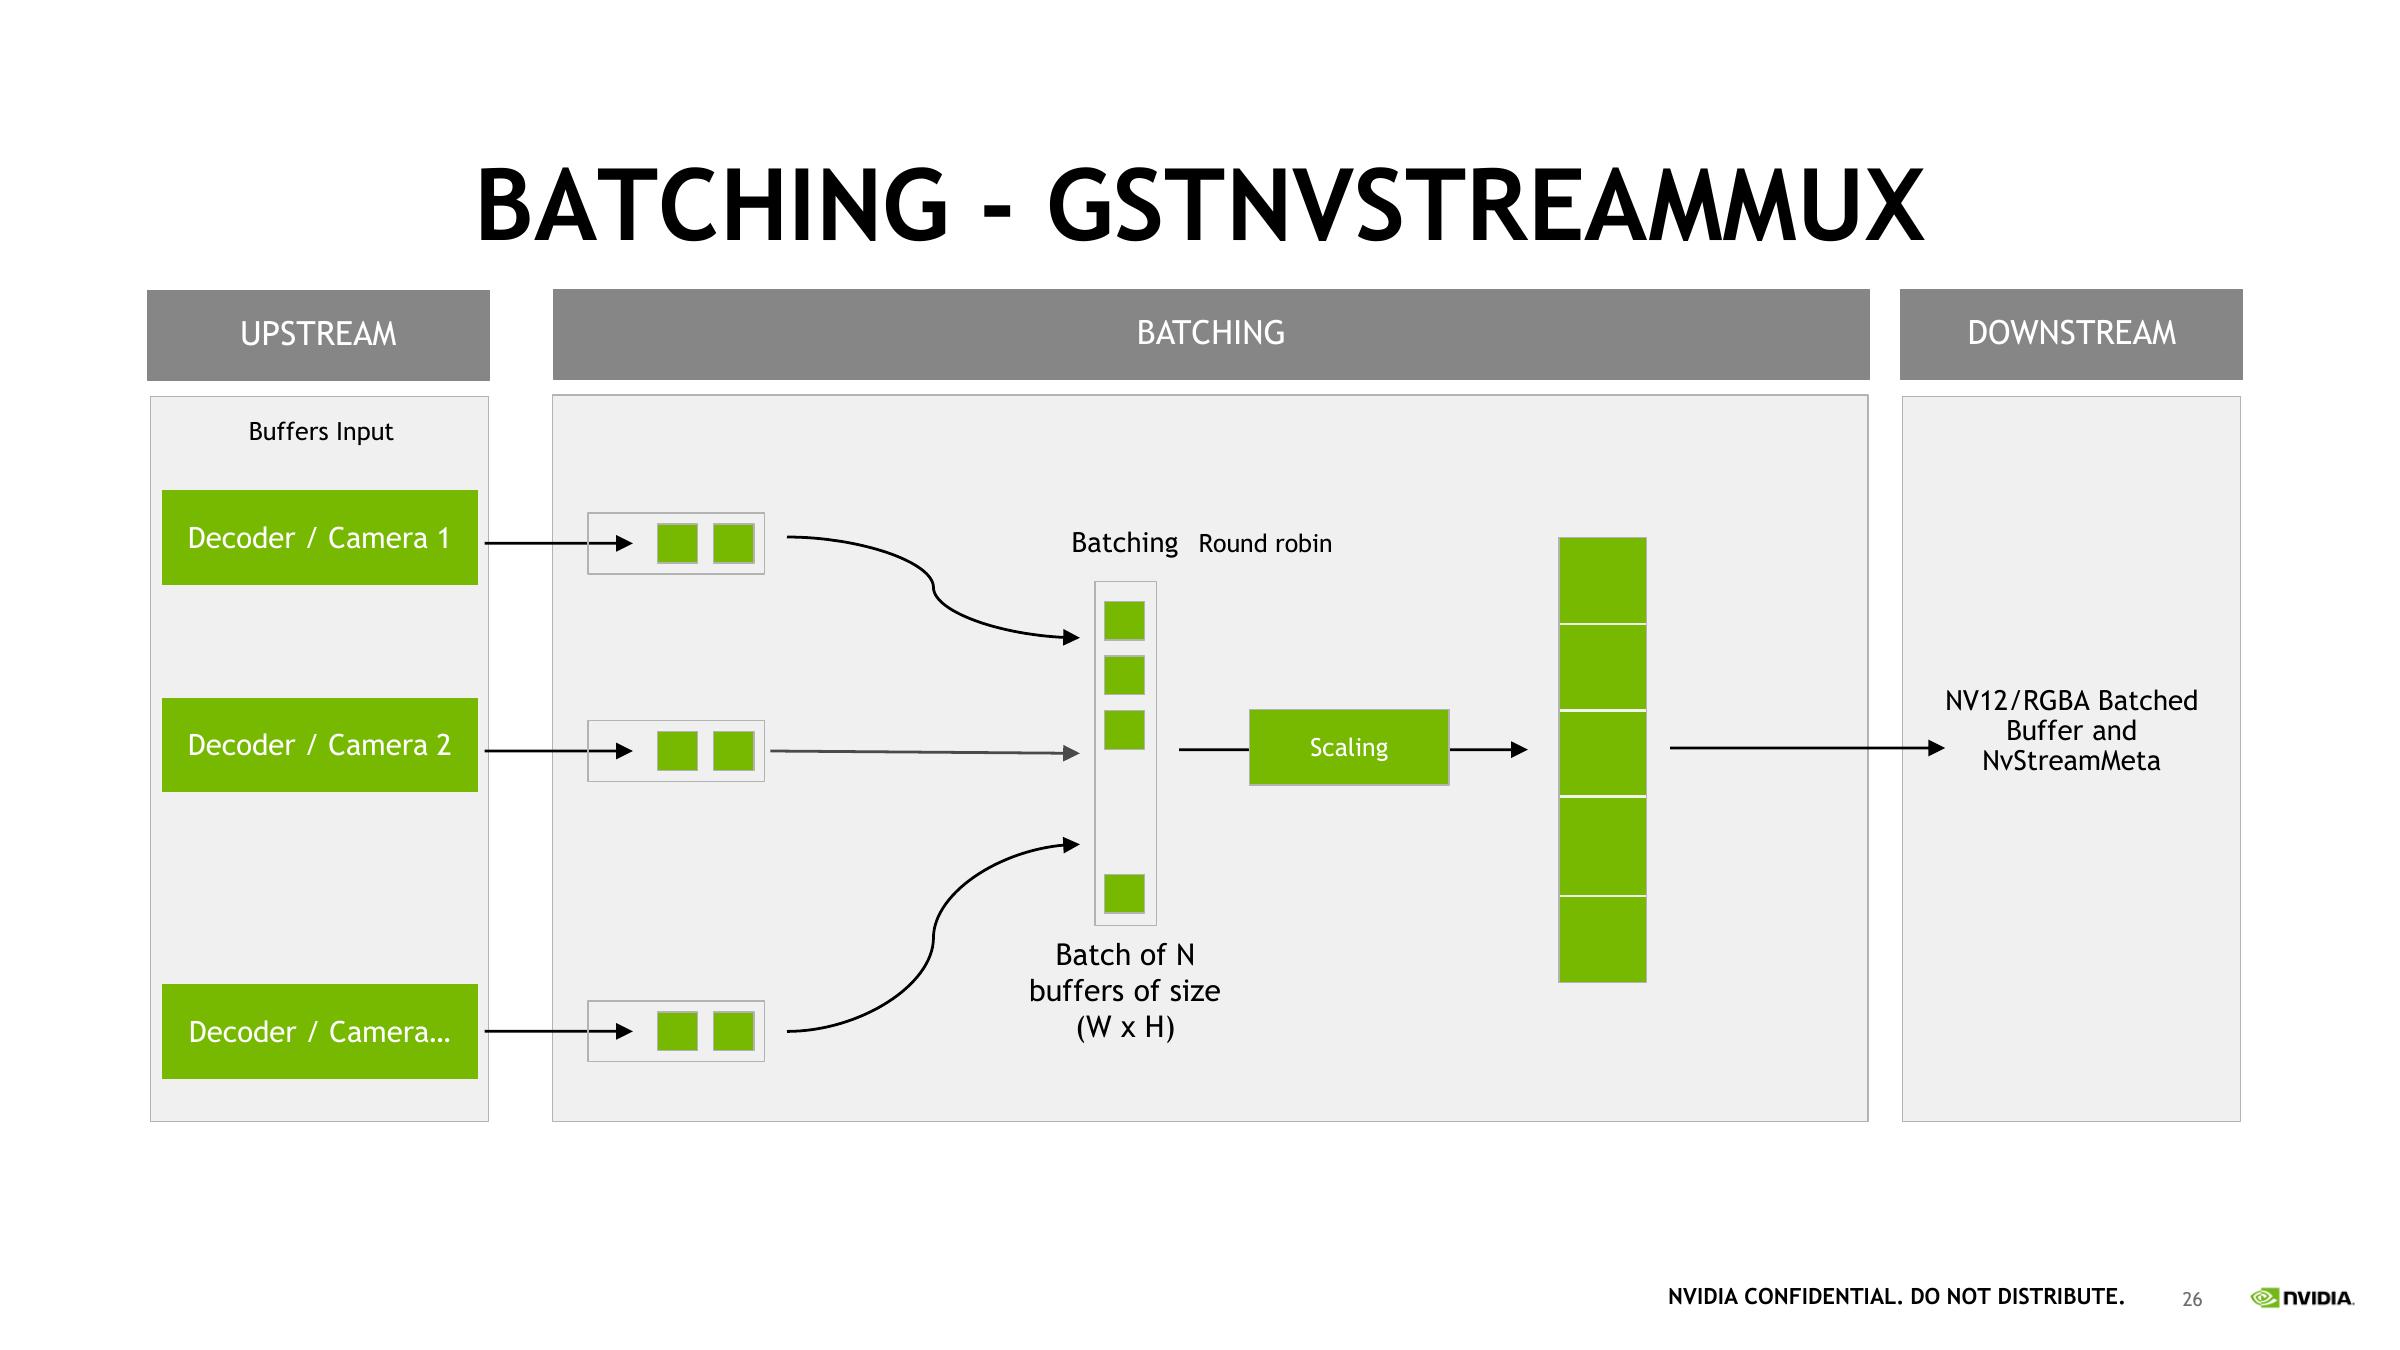 BATCHING - GSTNVSTREAMMUX
UPSTREAM
BATCHING
DOWNSTREAM
Buffers Input
Decoder / Camera 1
Decoder / Camera 2
Decoder / Camera…
Batching Round robin
Batch of N
buffers of size
(W x H)
Scaling
NV12/RGBA Batched
Buffer and
NvStreamMeta
NVIDIA CONFIDENTIAL. DO NOT DISTRIBUTE.
26
NVIDIA.